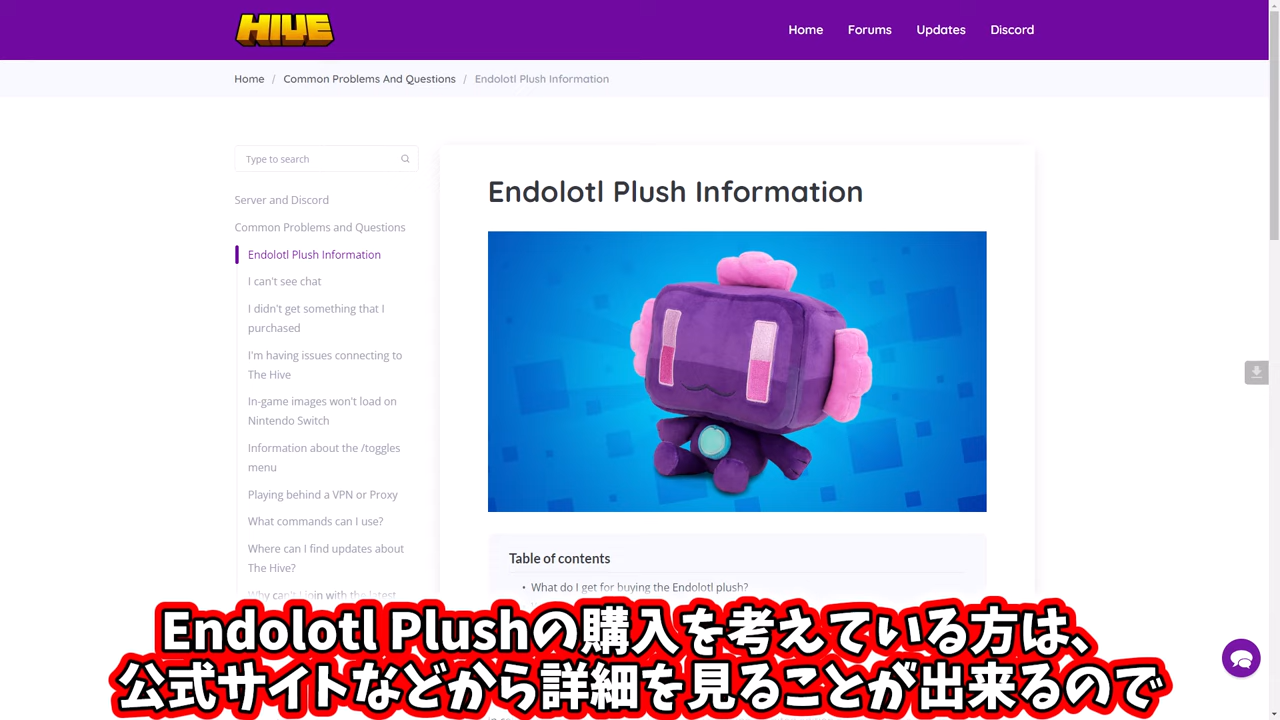 HIVE
Home
Forums
Updates
Discord
Home / Common Problems And Questions / Endolotl Plush Information
Type to search
Server and Discord
Common Problems and Questions
Endolotl Plush Information
I can't see chat
I didn't get something that I
purchased
I'm having issues connecting to
The Hive
In-game images won't load on
Nintendo Switch
Information about the /toggles
menu
Playing behind a VPN or Proxy
What commands can I use?
Where can I find updates about
The Hive?
Why can't I join with the latest
Endolotl Plush Information
Table of contents
• What do I get for buying the Endolotl plush?
Endolotl Plushの購入を考えている方は、
公式サイトなどから詳細を見ることが出来るので